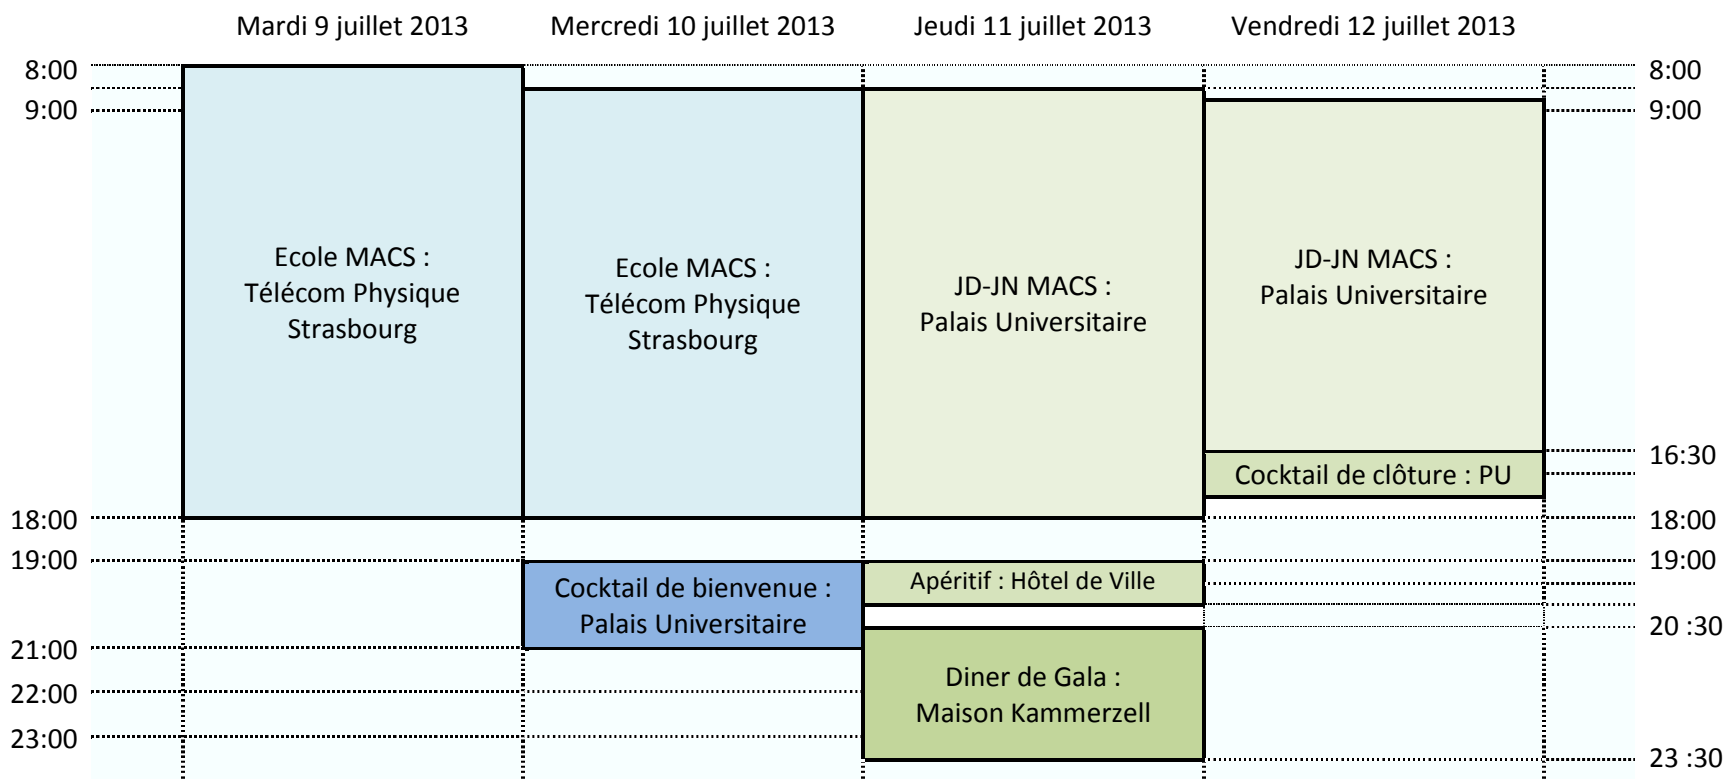 Mardi 9 juillet 2013
Mercredi 10 juillet 2013
Jeudi 11 juillet 2013
Vendredi 12 juillet 2013
8:00
9:00
18:00
19:00
21:00
22:00
23:00
Ecole MACS :
Télécom Physique
Strasbourg
Ecole MACS :
Télécom Physique
Strasbourg
Cocktail de bienvenue :
Palais Universitaire
JD-JN MACS :
Palais Universitaire
Apéritif : Hôtel de Ville
Diner de Gala :
Maison Kammerzell
JD-JN MACS :
Palais Universitaire
Cocktail de clôture : PU
8:00
9:00
16:30
18:00
19:00
20 :30
23 :30